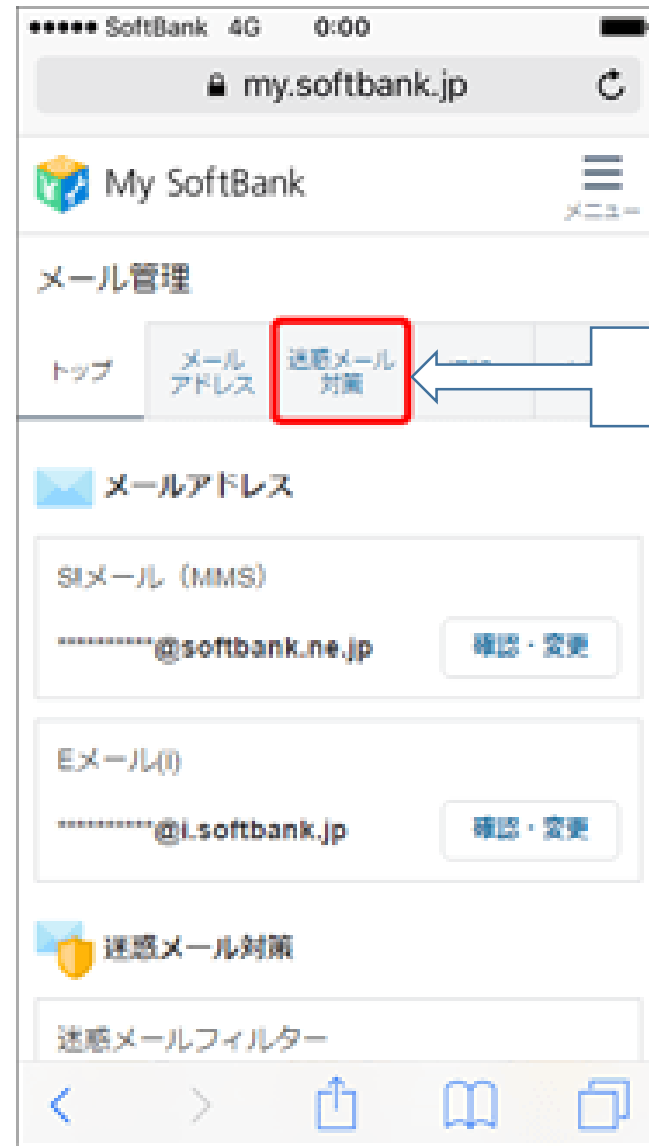 SoftBank 4G 0:00
my.softbank.jp
My SoftBank
メニュー
メール管理
トップ
メール
アドレス
迷惑メール
対策
メールアドレス
S!メール（MMS）
**********@softbank.ne.jp
確認・変更
Eメール(i)
**********@i.softbank.jp
確認・変更
迷惑メール対策
迷惑メールフィルター